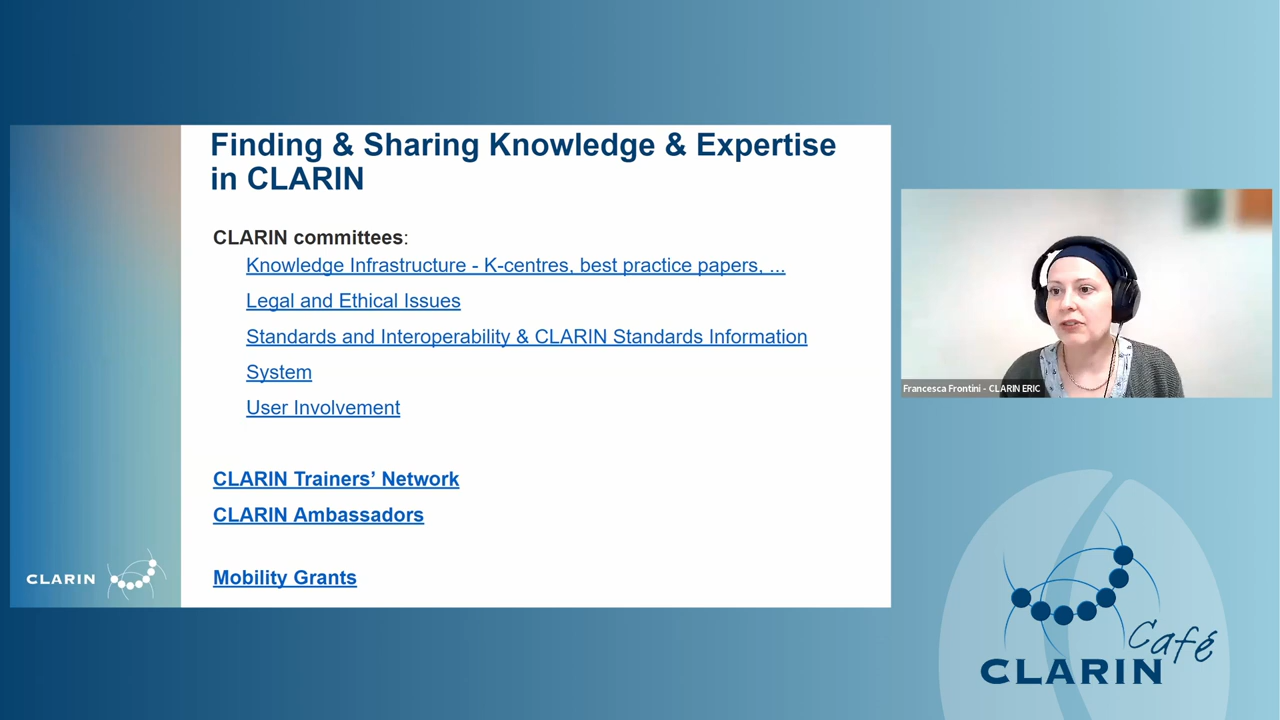 Finding & Sharing Knowledge & Expertise
in CLARIN
CLARIN committees:
Knowledge Infrastructure - K-centres, best practice papers, ...
Legal and Ethical Issues
Standards and Interoperability & CLARIN Standards Information
System
User Involvement
CLARIN Trainers’ Network
CLARIN Ambassadors
Mobility Grants
CLARIN
Francesca Frontini - CLARIN ERIC
Café
CLARIN